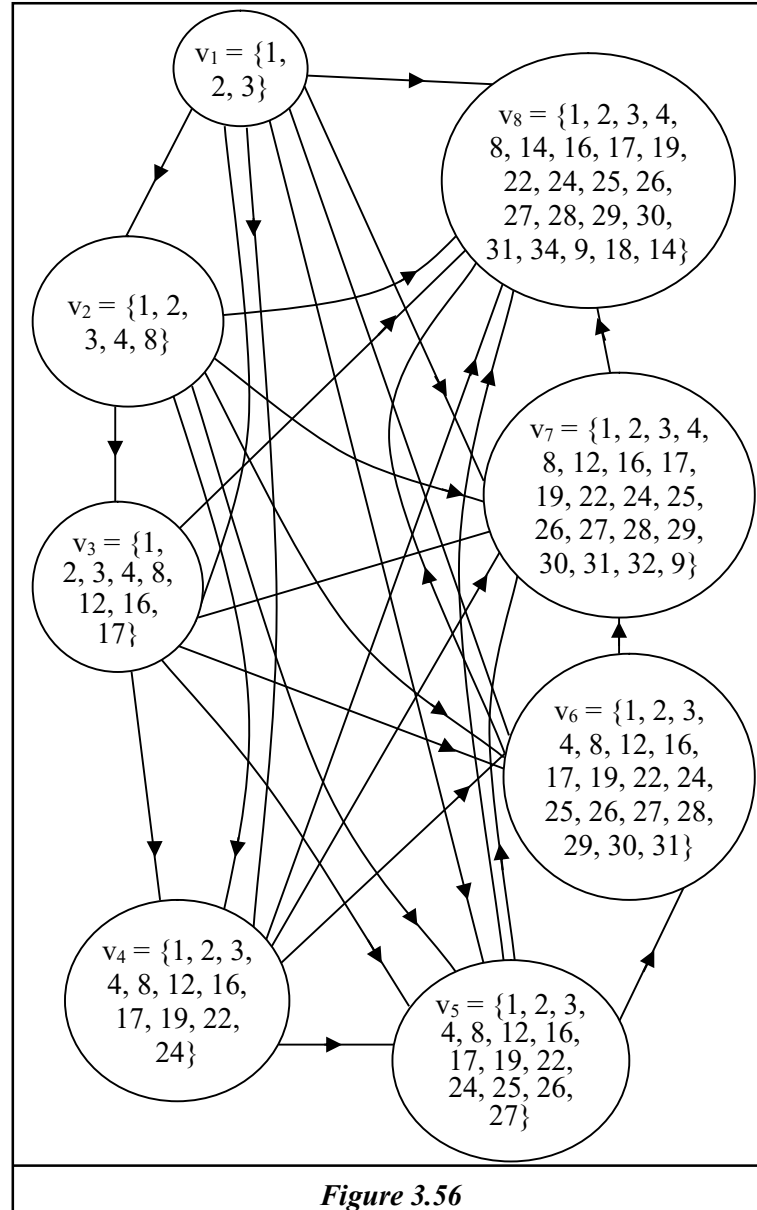 v₁ = {1,
2, 3}
v₈ = {1, 2, 3, 4,
8, 14, 16, 17, 19,
22, 24, 25, 26,
27, 28, 29, 30,
31, 34, 9, 18, 14}
v₂ = {1, 2,
3, 4, 8}
v₇ = {1, 2, 3, 4,
8, 12, 16, 17,
19, 22, 24, 25,
26, 27, 28, 29,
30, 31, 32, 9}
v₃ = {1,
2, 3, 4, 8,
12, 16,
17}
v₆ = {1, 2, 3,
4, 8, 12, 16,
17, 19, 22, 24,
25, 26, 27, 28,
29, 30, 31}
v₄ = {1, 2, 3,
4, 8, 12, 16,
17, 19, 22,
24}
v₅ = {1, 2, 3,
4, 8, 12, 16,
17, 19, 22,
24, 25, 26,
27}
Figure 3.56